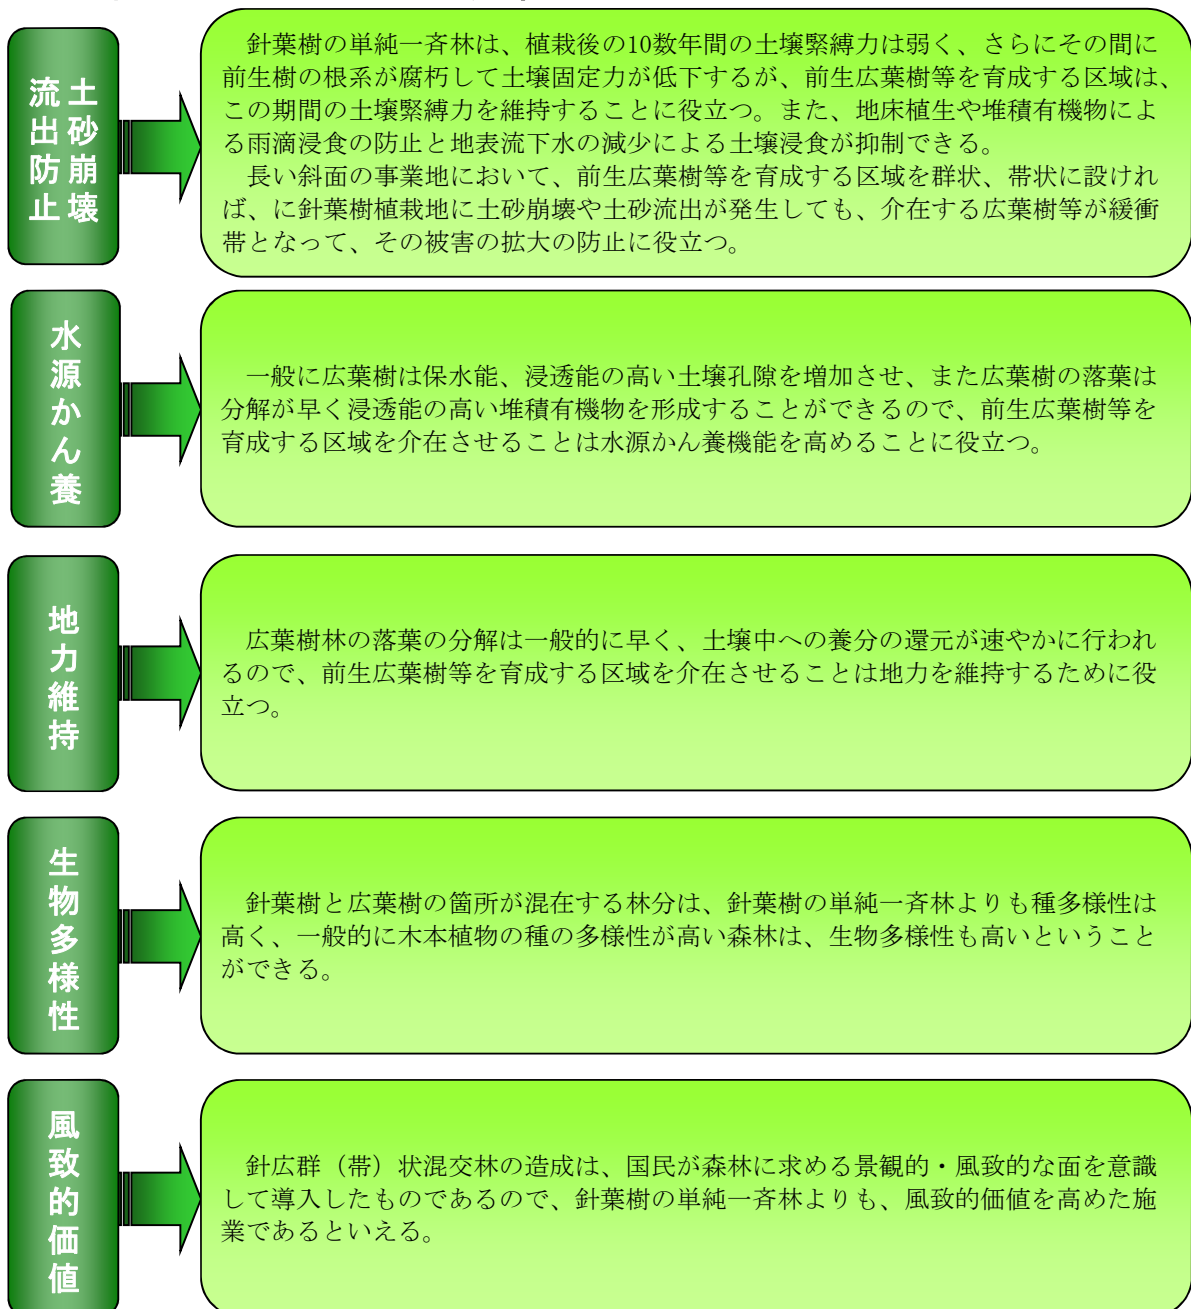 土砂崩壊
流出防止
　針葉樹の単純一斉林は、植栽後の10数年間の土壌緊縛力は弱く、さらにその間に
前生樹の根系が腐朽して土壌固定力が低下するが、前生広葉樹等を育成する区域は、
この期間の土壌緊縛力を維持することに役立つ。また、地床植生や堆積有機物によ
る雨滴浸食の防止と地表流下水の減少による土壌浸食が抑制できる。
　長い斜面の事業地において、前生広葉樹等を育成する区域を群状、帯状に設けれ
ば、に針葉樹植栽地に土砂崩壊や土砂流出が発生しても、介在する広葉樹等が緩衝
帯となって、その被害の拡大の防止に役立つ。
水源かん養
　一般に広葉樹は保水能、浸透能の高い土壌孔隙を増加させ、また広葉樹の落葉は
分解が早く浸透能の高い堆積有機物を形成することができるので、前生広葉樹等を
育成する区域を介在させることは水源かん養機能を高めることに役立つ。
地力維持
　広葉樹林の落葉の分解は一般的に早く、土壌中への養分の還元が速やかに行われ
るので、前生広葉樹等を育成する区域を介在させることは地力を維持するために役
立つ。
生物多様性
　針葉樹と広葉樹の箇所が混在する林分は、針葉樹の単純一斉林よりも種多様性は
高く、一般的に木本植物の種の多様性が高い森林は、生物多様性も高いということ
ができる。
風致的価値
　針広群（帯）状混交林の造成は、国民が森林に求める景観的・風致的な面を意識
して導入したものであるので、針葉樹の単純一斉林よりも、風致的価値を高めた施
業であるといえる。